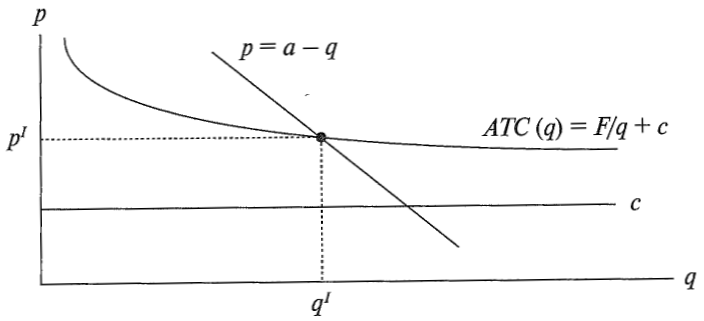 p
p = a – q
ATC (q) = F/q + c
p^I
c
q^I
q